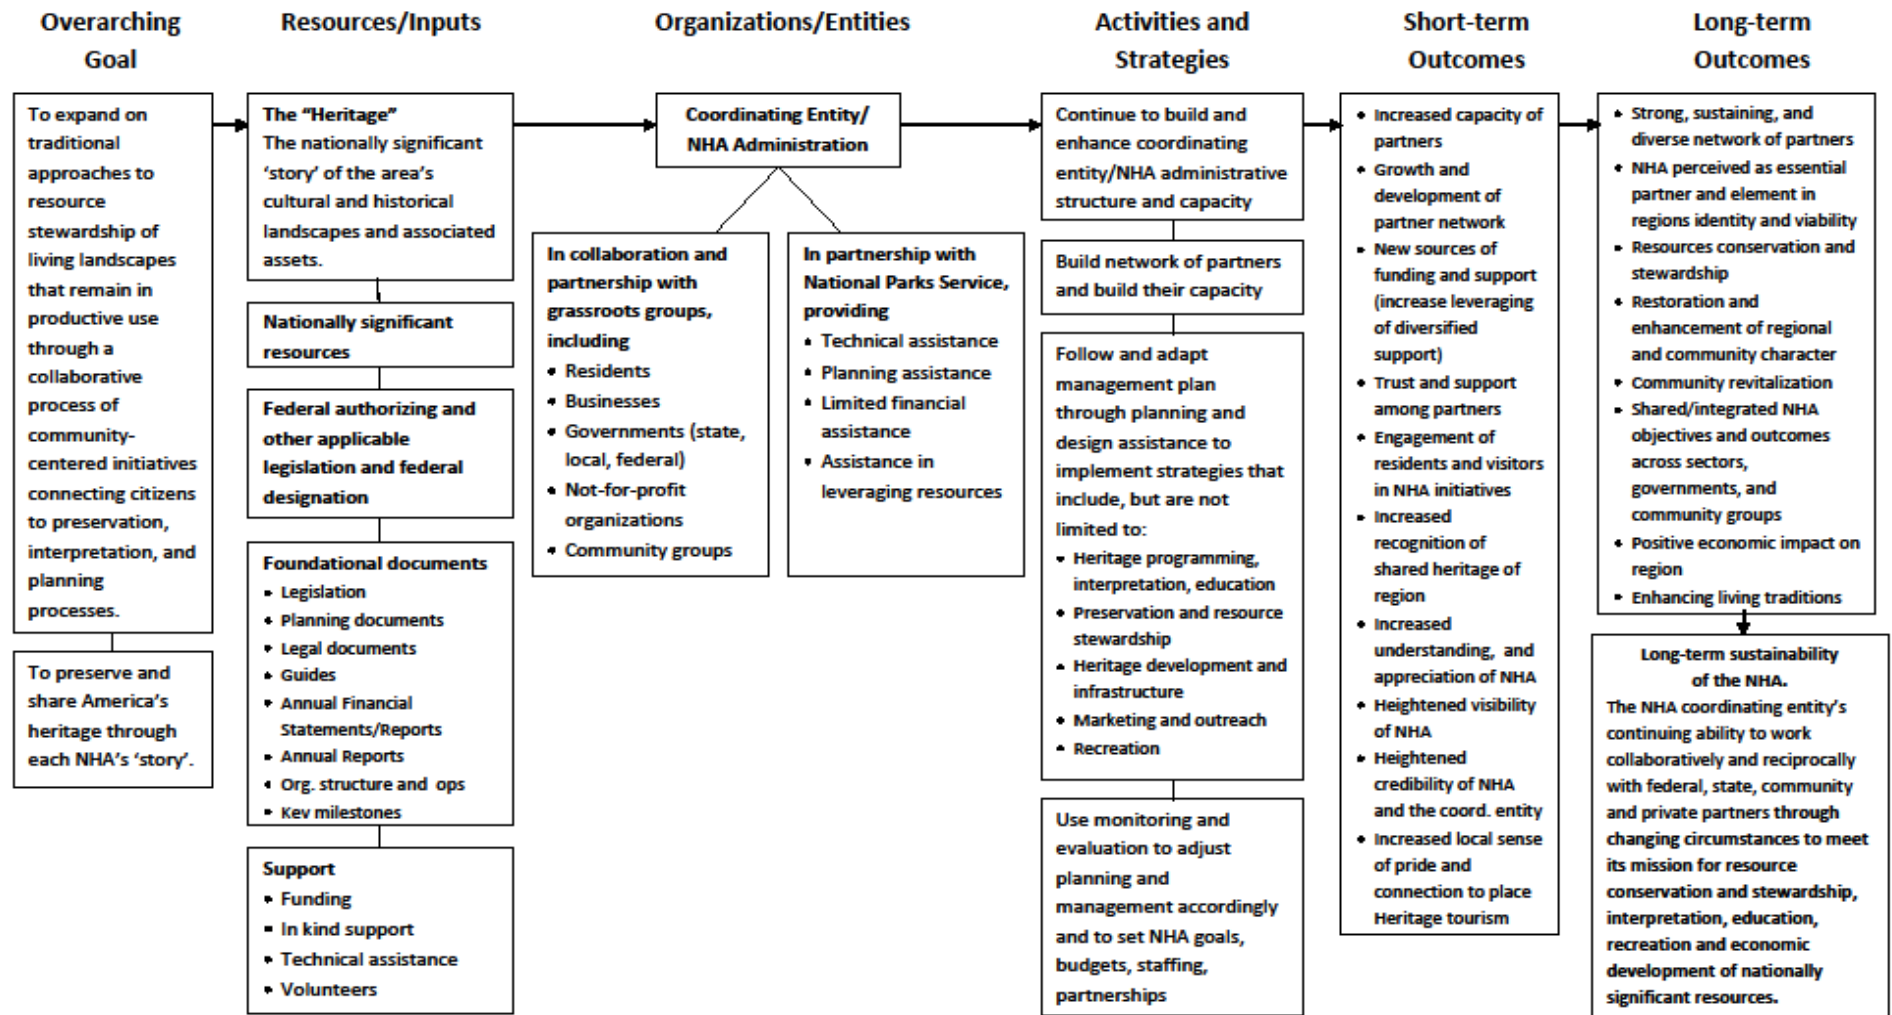 Overarching
Goal
To expand on
traditional
approaches to
resource
stewardship of
living landscapes
that remain in
productive use
through a
collaborative
process of
community-
centered initiatives
connecting citizens
to preservation,
interpretation, and
planning
processes.
To preserve and
share America's
heritage through
each NHA's 'story'.
Resources/Inputs
The "Heritage"
The nationally significant
'story' of the area's
cultural and historical
landscapes and associated
assets.
Nationally significant
resources
Federal authorizing and
other applicable
legislation and federal
designation
Foundational documents
• Legislation
• Planning documents
• Legal documents
• Guides
• Annual Financial
Statements/Reports
• Annual Reports
• Org. structure and ops
• Key milestones
Support
• Funding
• In kind support
• Technical assistance
• Volunteers
Organizations/Entities
Coordinating Entity/
NHA Administration
In collaboration and
partnership with
grassroots groups,
including
• Residents
• Businesses
• Governments (state,
local, federal)
• Not-for-profit
organizations
• Community groups
In partnership with
National Parks Service,
providing
• Technical assistance
• Planning assistance
• Limited financial
assistance
• Assistance in
leveraging resources
Activities and
Strategies
Continue to build and
enhance coordinating
entity/NHA administrative
structure and capacity
Build network of partners
and build their capacity
Follow and adapt
management plan
through planning and
design assistance to
implement strategies that
include, but are not
limited to:
• Heritage programming,
interpretation, education
• Preservation and resource
stewardship
• Heritage development and
infrastructure
• Marketing and outreach
• Recreation
Use monitoring and
evaluation to adjust
planning and
management accordingly
and to set NHA goals,
budgets, staffing,
partnerships
Short-term
Outcomes
• Increased capacity of
partners
• Growth and
development of
partner network
• New sources of
funding and support
(increase leveraging
of diversified
support)
• Trust and support
among partners
• Engagement of
residents and visitors
in NHA initiatives
• Increased
recognition of
shared heritage of
region
• Increased
understanding, and
appreciation of NHA
• Heightened visibility
of NHA
• Heightened
credibility of NHA
and the coord. entity
• Increased local sense
of pride and
connection to place
Heritage tourism
Long-term
Outcomes
• Strong, sustaining, and
diverse network of partners
• NHA perceived as essential
partner and element in
regions identity and viability
• Resources conservation and
stewardship
• Restoration and
enhancement of regional
and community character
• Community revitalization
• Shared/integrated NHA
objectives and outcomes
across sectors,
governments, and
community groups
• Positive economic impact on
region
• Enhancing living traditions
Long-term sustainability
of the NHA.
The NHA coordinating entity's
continuing ability to work
collaboratively and reciprocally
with federal, state, community
and private partners through
changing circumstances to meet
its mission for resource
conservation and stewardship,
interpretation, education,
recreation and economic
development of nationally
significant resources.